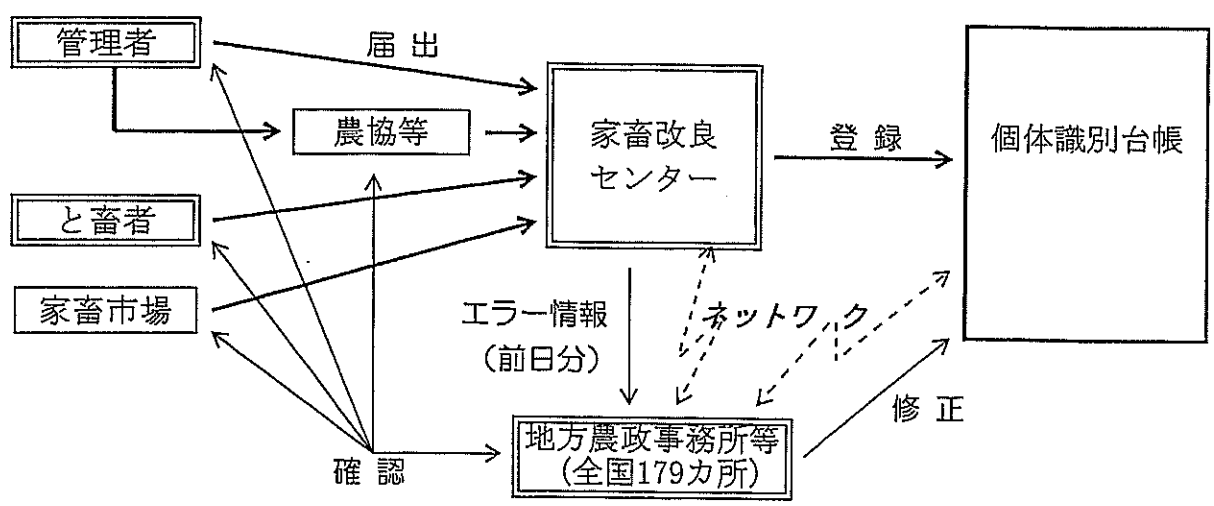 管理者
届出
農協等
家畜改良
センター
登録
個体識別台帳
と畜者
家畜市場
エラー情報
(前日分)
ネットワーク
修正
地方農政事務所等
(全国179カ所)
確認